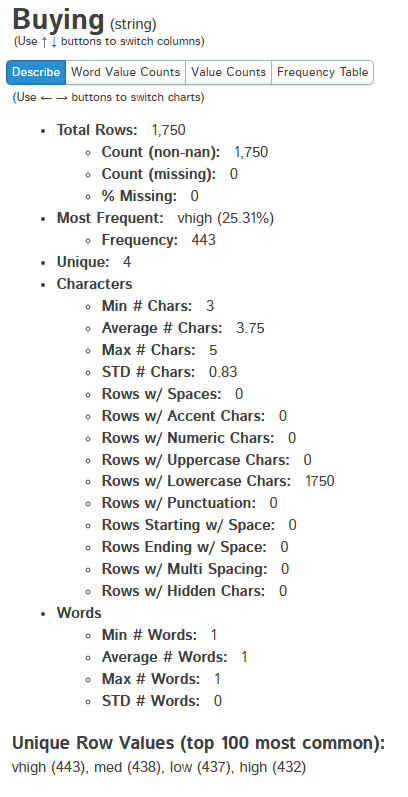 Buying (string)
(Use ↑ ↓ buttons to switch columns)
Describe Word Value Counts Value Counts Frequency Table
(Use ← → buttons to switch charts)
Total Rows: 1,750
Count (non-nan): 1,750
Count (missing): 0
% Missing: 0
Most Frequent: vhigh (25.31%)
Frequency: 443
Unique: 4
Characters
Min # Chars: 3
Average # Chars: 3.75
Max # Chars: 5
STD # Chars: 0.83
Rows w/ Spaces: 0
Rows w/ Accent Chars: 0
Rows w/ Numeric Chars: 0
Rows w/ Uppercase Chars: 0
Rows w/ Lowercase Chars: 1750
Rows w/ Punctuation: 0
Rows Starting w/ Space: 0
Rows Ending w/ Space: 0
Rows w/ Multi Spacing: 0
Rows w/ Hidden Chars: 0
Words
Min # Words: 1
Average # Words: 1
Max # Words: 1
STD # Words: 0
Unique Row Values (top 100 most common):
vhigh (443), med (438), low (437), high (432)